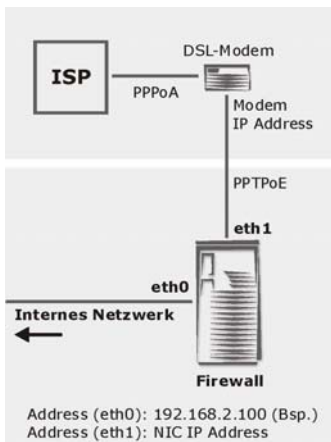 DSL-Modem
ISP
PPPoA
Modem
IP Address
PPTPoE
eth1
eth0
Internes Netzwerk
Firewall
Address (eth0): 192.168.2.100 (Bsp.)
Address (eth1): NIC IP Address